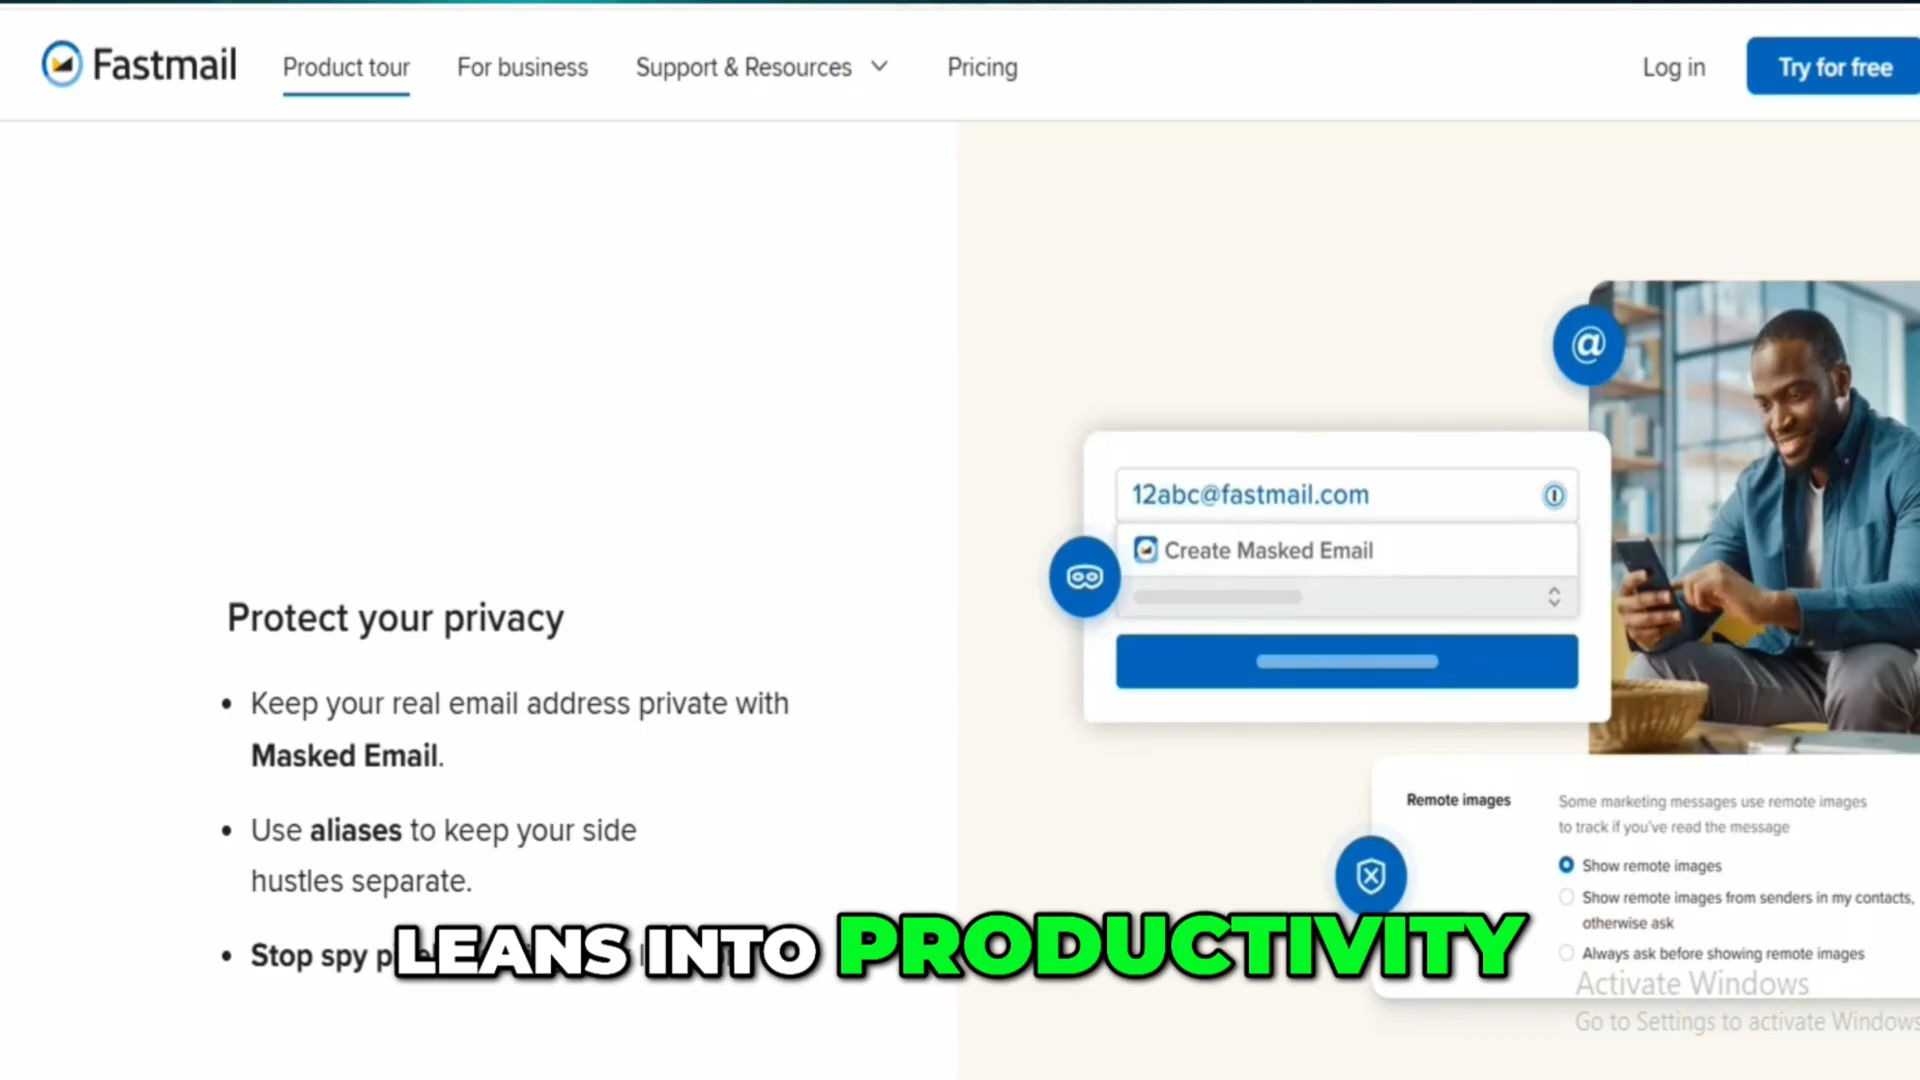 Fastmail
Product tour
For business
Support & Resources
Pricing
Log in
Try for free
@
12abc@fastmail.com
Create Masked Email
Protect your privacy
• Keep your real email address private with
Masked Email.
• Use aliases to keep your side
hustles separate.
• Stop spy
LEANS INTO PRODUCTIVITY
Remote images
Some marketing messages use remote images
to track if you've read the message
Show remote images
Show remote images from senders in my contacts,
otherwise ask
Always ask before showing remote images
Activate Windows
Go to Settings to activate Windows